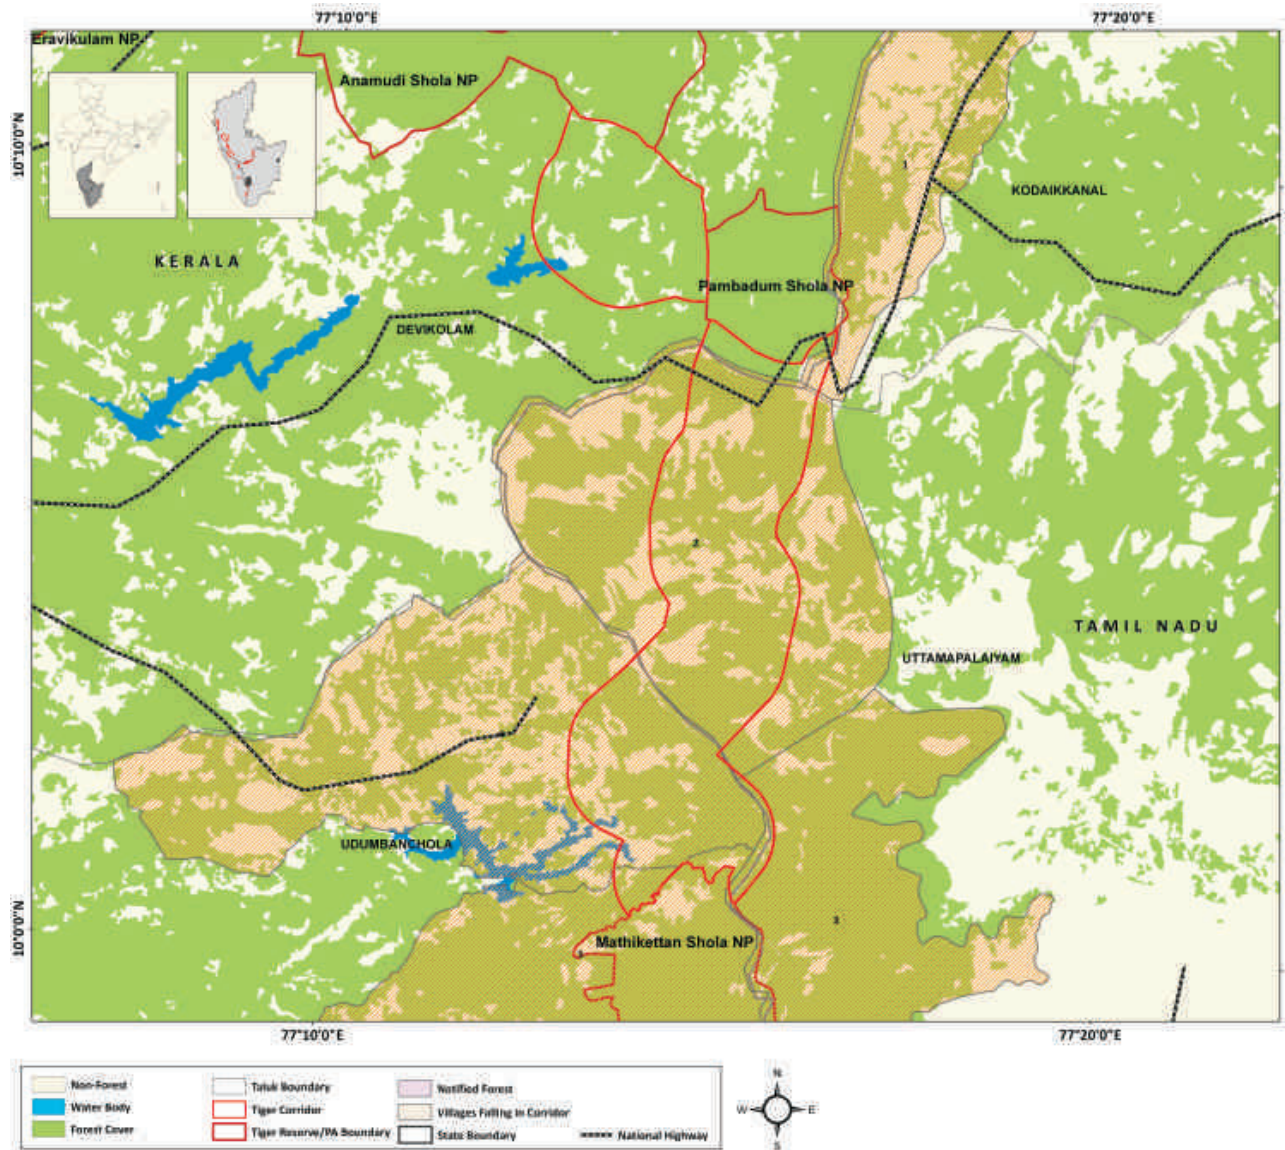 77°10'0"E
77°20'0"E
Eravikulam NP
Anamudi Shola NP
10°10'0"N
1
KODAIKKANAL
KERALA
Pambadum Shola NP
DEVIKOLAM
2
TAMIL NADU
UTTAMAPALAIYAM
UDUMBANCHOLA
3
Mathikettan Shola NP
10°0'0"N
77°10'0"E
77°20'0"E
Non-Forest
Water Body
Forest Cover
Taluk Boundary
Tiger Corridor
Tiger Reserve/PA Boundary
Notified Forest
Villages Falling in Corridor
State Boundary
National Highway
N
W
E
S